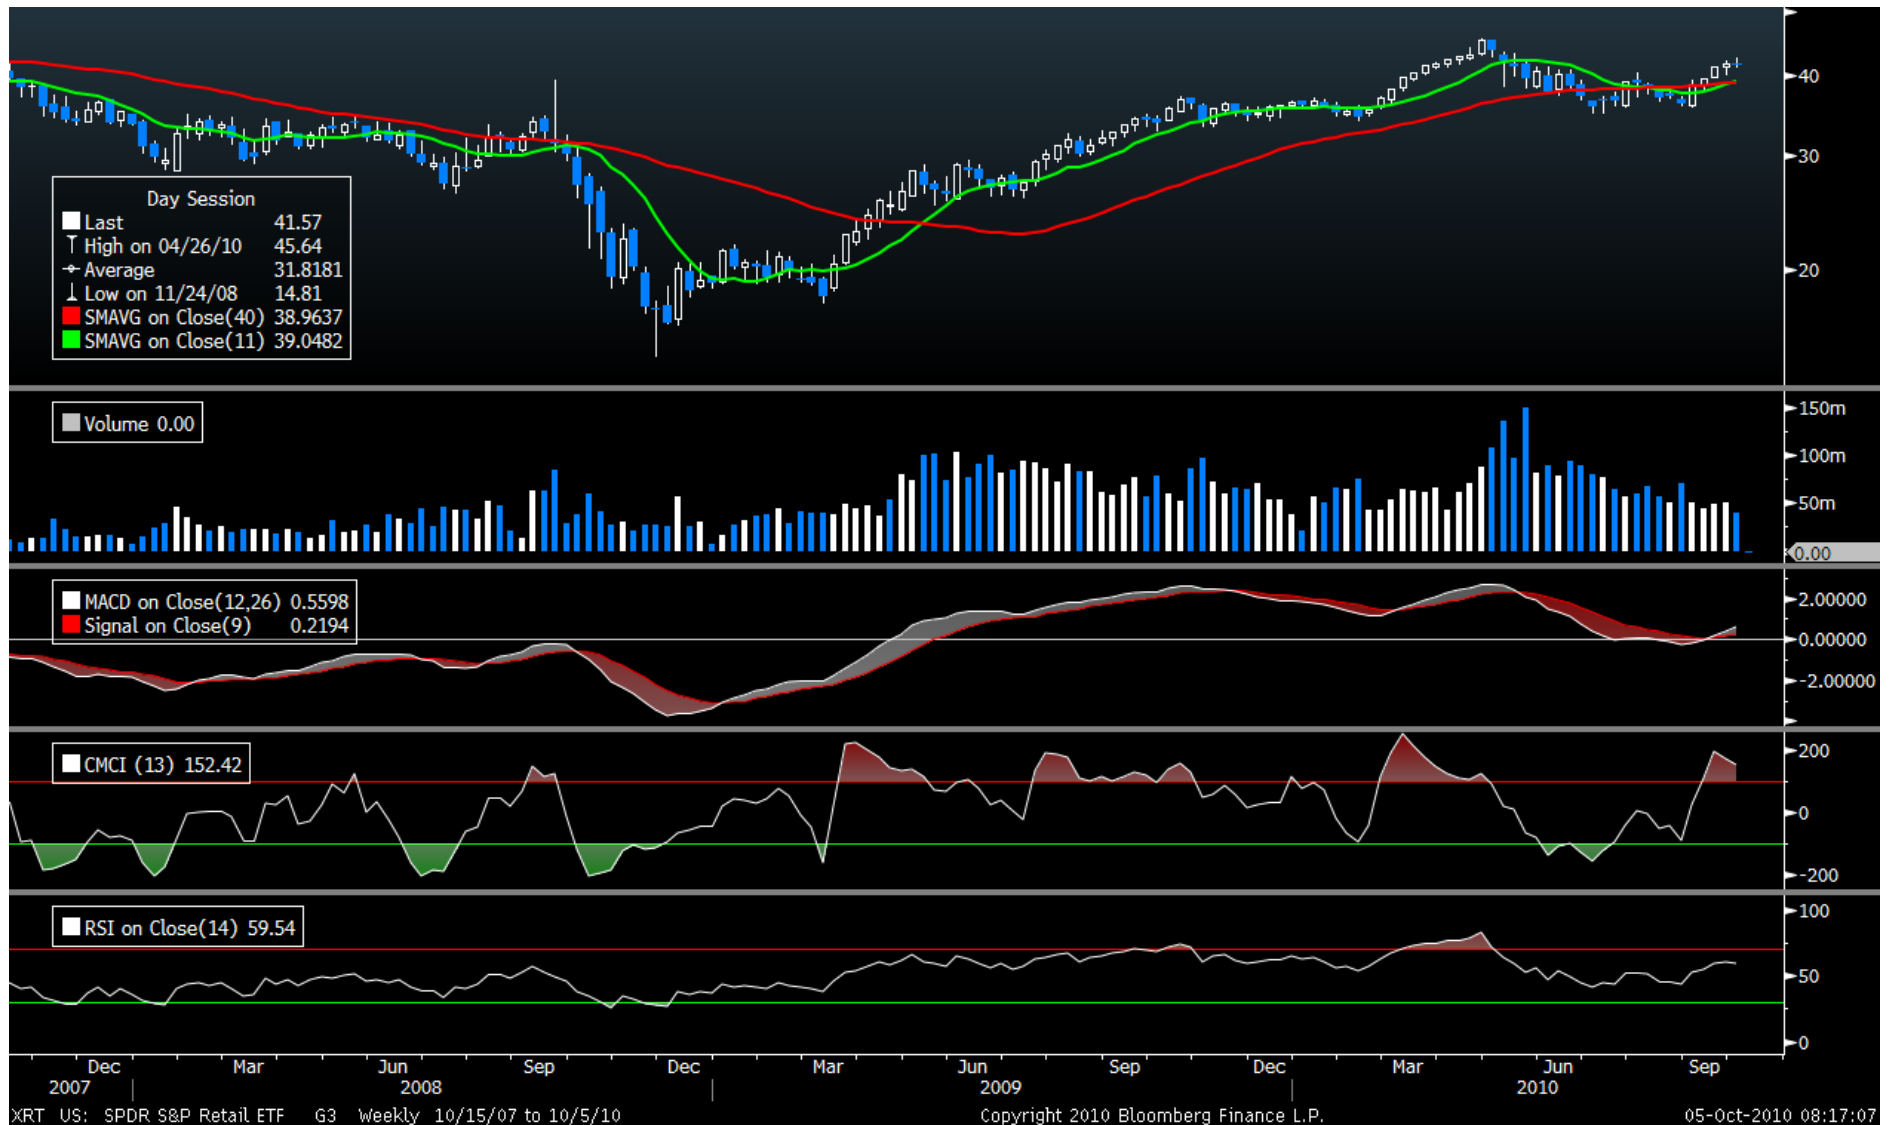 40
30
20
Day Session
Last 41.57
High on 04/26/10 45.64
Average 31.8181
Low on 11/24/08 14.81
SMAVG on Close(40) 38.9637
SMAVG on Close(11) 39.0482
Volume 0.00
150m
100m
50m
0.00
MACD on Close(12,26) 0.5598
Signal on Close(9) 0.2194
2.00000
0.00000
-2.00000
CMCI (13) 152.42
200
0
-200
RSI on Close(14) 59.54
100
50
0
Dec Mar Jun Sep Dec Mar Jun Sep Dec Mar Jun Sep
2007 2008 2009 2010
XRT US: SPDR S&P Retail ETF G3 Weekly 10/15/07 to 10/5/10 Copyright 2010 Bloomberg Finance L.P. 05-Oct-2010 08:17:07